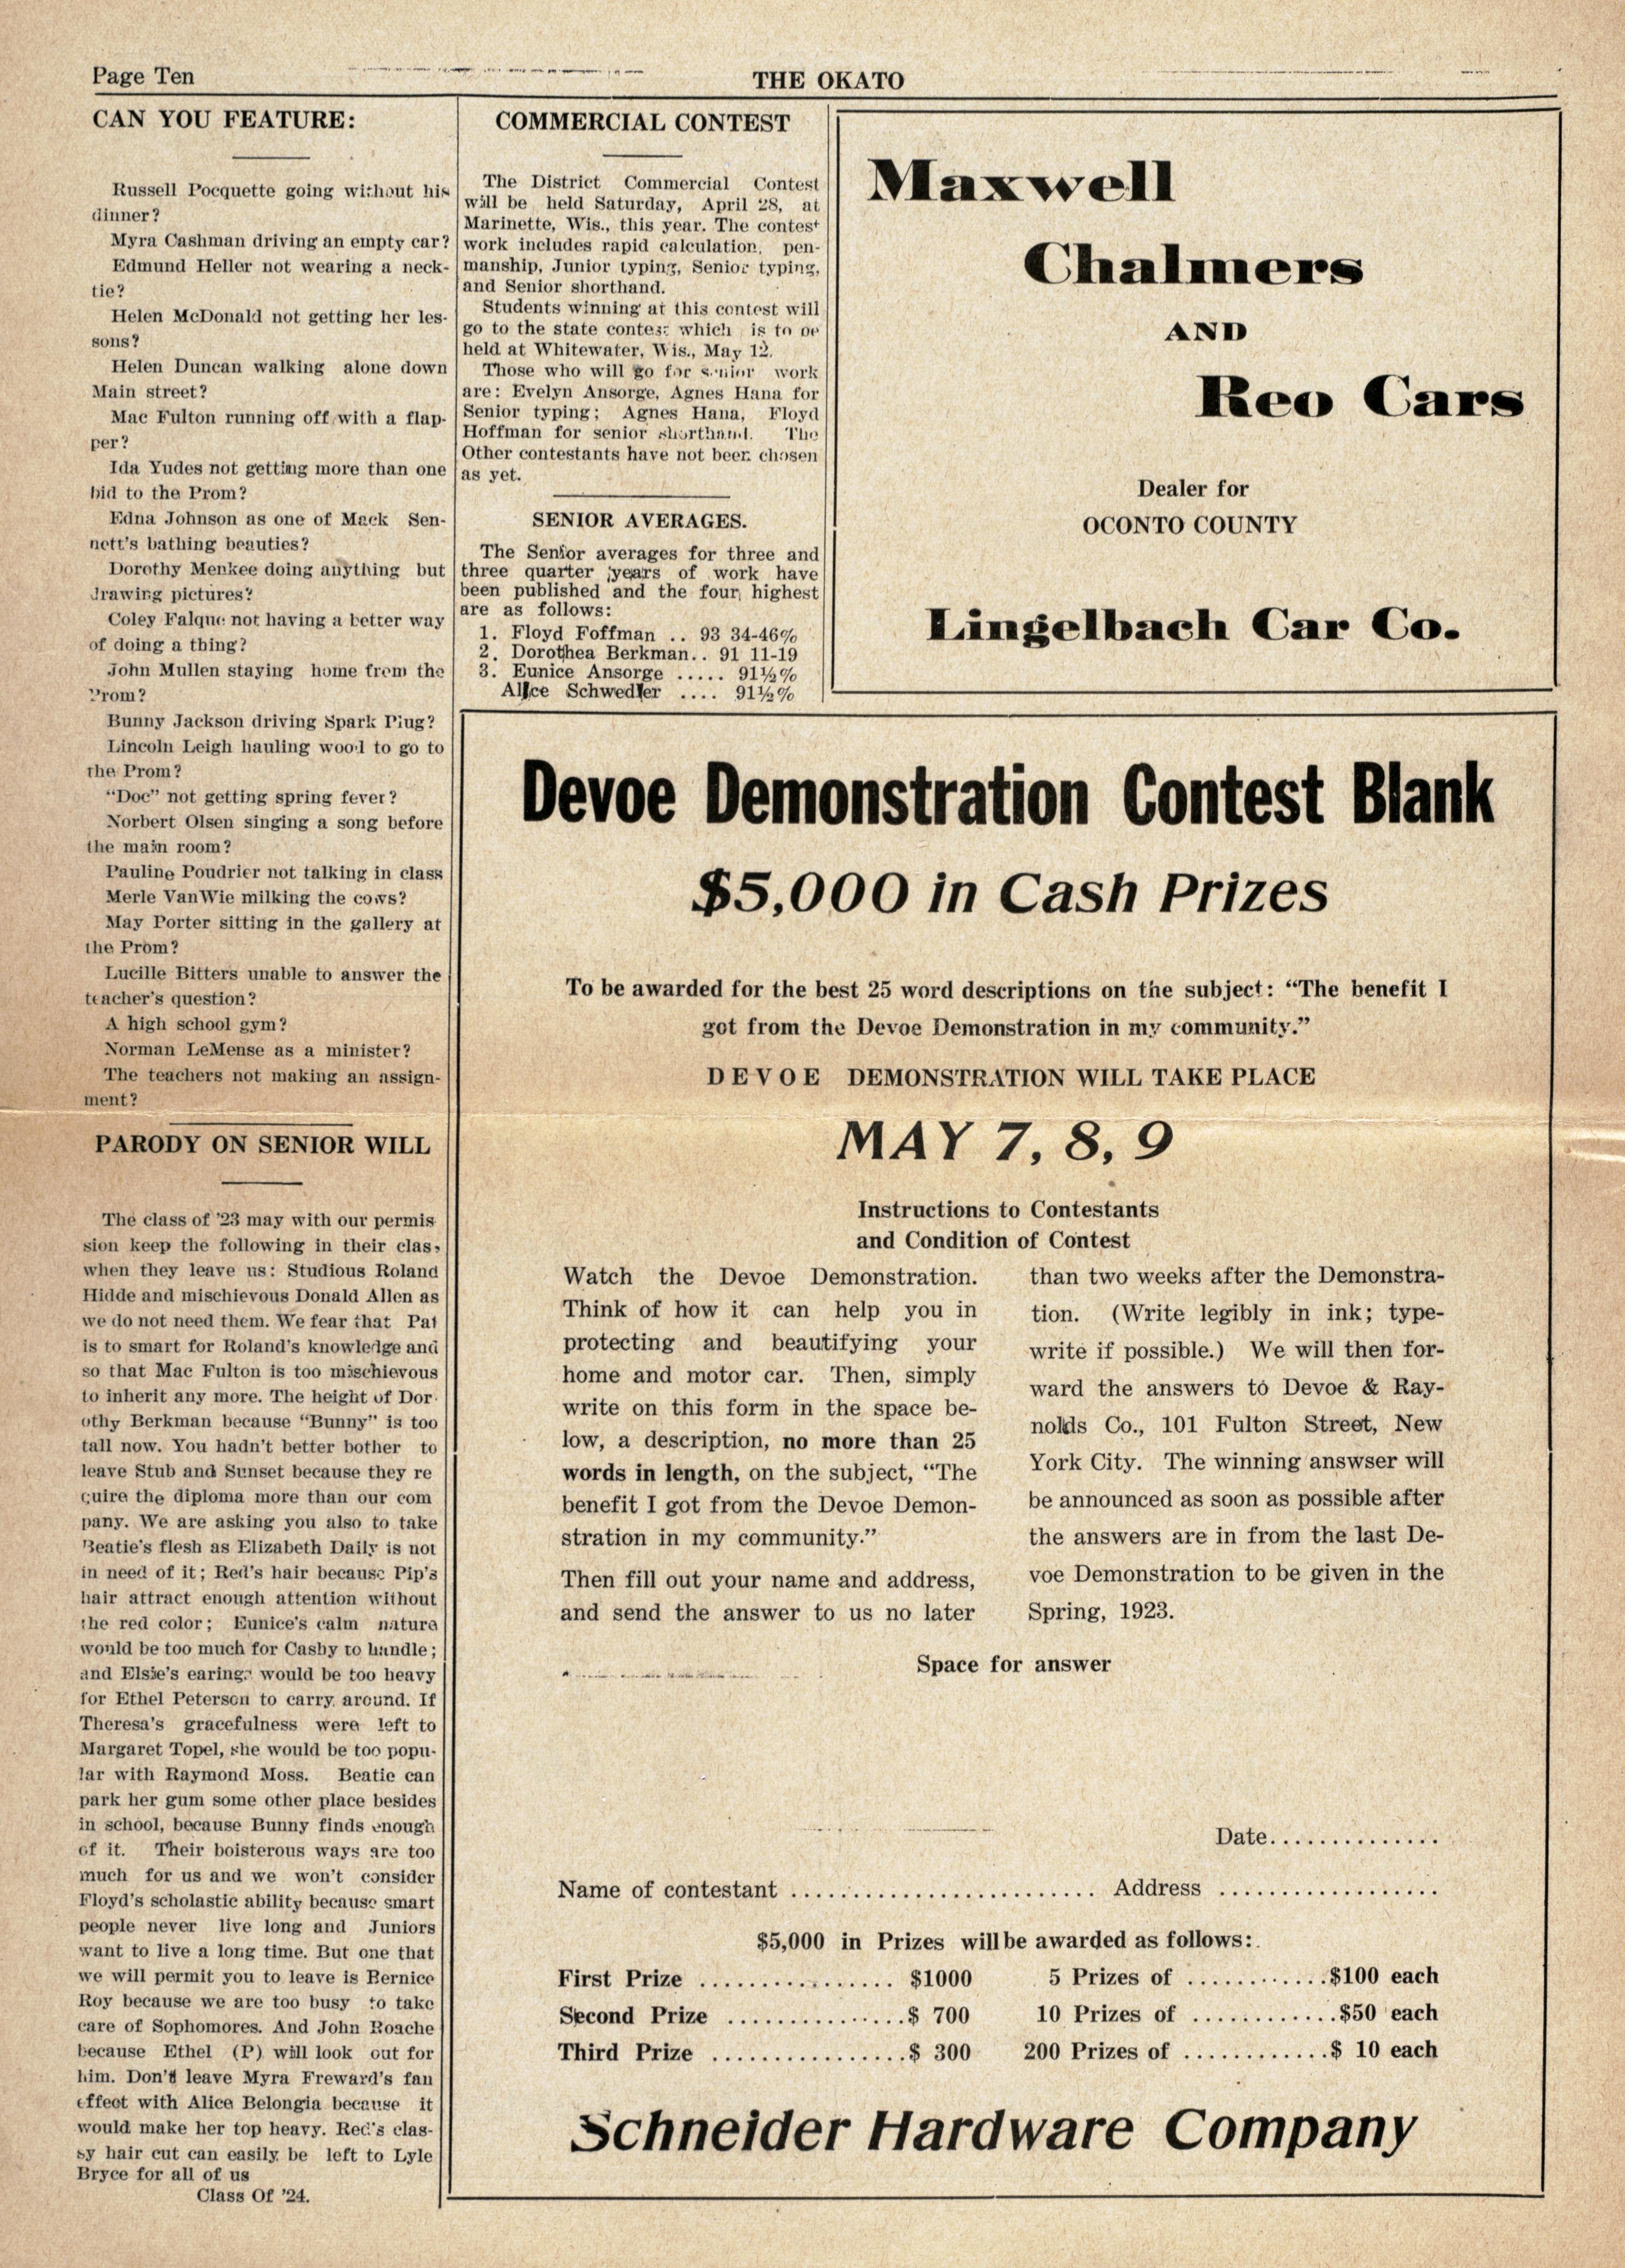 Page Ten
THE OKATO
CAN YOU FEATURE:
Russell Pocquette going without his
dinner?
Myra Cashman driving an empty car?
Edmund Heller not wearing a neck-
tie?
Helen McDonald not getting her les-
sons?
Helen Duncan walking alone down
Main street?
Mac Fulton running off with a flap-
per?
Ida Yudes not getting more than one
bid to the Prom?
Edna Johnson as one of Mack Sen-
nett's bathing beauties?
Dorothy Menkee doing anything but
drawing pictures?
Coley Falque not having a better way
of doing a thing?
John Mullen staying home from the
Prom?
Bunny Jackson driving Spark Plug?
Lincoln Leigh hauling wood to go to
the Prom?
"Doc" not getting spring fever?
Norbert Olsen singing a song before
the main room?
Pauline Poudrier not talking in class
Merle VanWie milking the cows?
May Porter sitting in the gallery at
the Prom?
Lucille Bitters unable to answer the
teacher's question?
A high school gym?
Norman LeMense as a minister?
The teachers not making an assign-
ment?
PARODY ON SENIOR WILL
The class of '23 may with our permis
sion keep the following in their clas,
when they leave us: Studious Roland
Hidde and mischievous Donald Allen as
we do not need them. We fear that Pat
is to smart for Roland's knowledge and
so that Mac Fulton is too mischievous
to inherit any more. The height of Dor
othy Berkman because "Bunny" is too
tall now. You hadn't better bother to
leave Stub and Sunset because they re
quire the diploma more than our com
pany. We are asking you also to take
Beatie's flesh as Elizabeth Daily is not
in need of it; Red's hair because Pip's
hair attract enough attention without
the red color; Eunice's calm nature
would be too much for Cashy to handle;
and Elsie's earings would be too heavy
for Ethel Peterson to carry around. If
Theresa's gracefulness were left to
Margaret Topel, she would be too popu-
lar with Raymond Moss. Beatie can
park her gum some other place besides
in school, because Bunny finds enough
of it. Their boisterous ways are too
much for us and we won't consider
Floyd's scholastic ability because smart
people never live long and Juniors
want to live a long time. But one that
we will permit you to leave is Bernice
Roy because we are too busy to take
care of Sophomores. And John Roache
because Ethel (P) will look out for
him. Don't leave Myra Freward's fan
effect with Alice Belongia because it
would make her top heavy. Red's clas-
sy hair cut can easily be left to Lyle
Bryce for all of us
Class Of '24.
COMMERCIAL CONTEST
The District Commercial Contest
will be held Saturday, April 28, at
Marinette, Wis., this year. The contest
work includes rapid calculation, pen-
manship, Junior typing, Senior typing,
and Senior shorthand.
Students winning at this contest will
go to the state contest which is to be
held at Whitewater, Wis., May 12.
Those who will go for senior work
are: Evelyn Ansorge, Agnes Hana for
Senior typing; Agnes Hana, Floyd
Hoffman for senior shorthand. The
Other contestants have not been chosen
as yet.
SENIOR AVERAGES.
The Senior averages for three and
three quarter years of work have
been published and the four highest
are as follows:
1. Floyd Foffman .. 93 34-46%
2. Dorothea Berkman.. 91 11-19
3. Eunice Ansorge ..... 91½%
Alice Schwedler .... 91½%
Maxwell
Chalmers
AND
Reo Cars
Dealer for
OCONTO COUNTY
Lingelbach Car Co.
Devoe Demonstration Contest Blank
$5,000 in Cash Prizes
To be awarded for the best 25 word descriptions on the subject: "The benefit I
got from the Devoe Demonstration in my community."
DEVOE DEMONSTRATION WILL TAKE PLACE
MAY 7, 8, 9
Instructions to Contestants
and Condition of Contest
Watch the Devoe Demonstration.
Think of how it can help you in
protecting and beautifying your
home and motor car. Then, simply
write on this form in the space be-
low, a description, no more than 25
words in length, on the subject, "The
benefit I got from the Devoe Demon-
stration in my community."
Then fill out your name and address,
and send the answer to us no later
than two weeks after the Demonstra-
tion. (Write legibly in ink; type-
write if possible.) We will then for-
ward the answers to Devoe & Ray-
nolds Co., 101 Fulton Street, New
York City. The winning answser will
be announced as soon as possible after
the answers are in from the last De-
voe Demonstration to be given in the
Spring, 1923.
Space for answer
Date..............
Name of contestant ......................... Address ..................
$5,000 in Prizes willbe awarded as follows:
First Prize ................ $1000
Second Prize ...............$ 700
Third Prize ................$ 300
5 Prizes of ............$100 each
10 Prizes of ............$50 each
200 Prizes of ............$ 10 each
Schneider Hardware Company